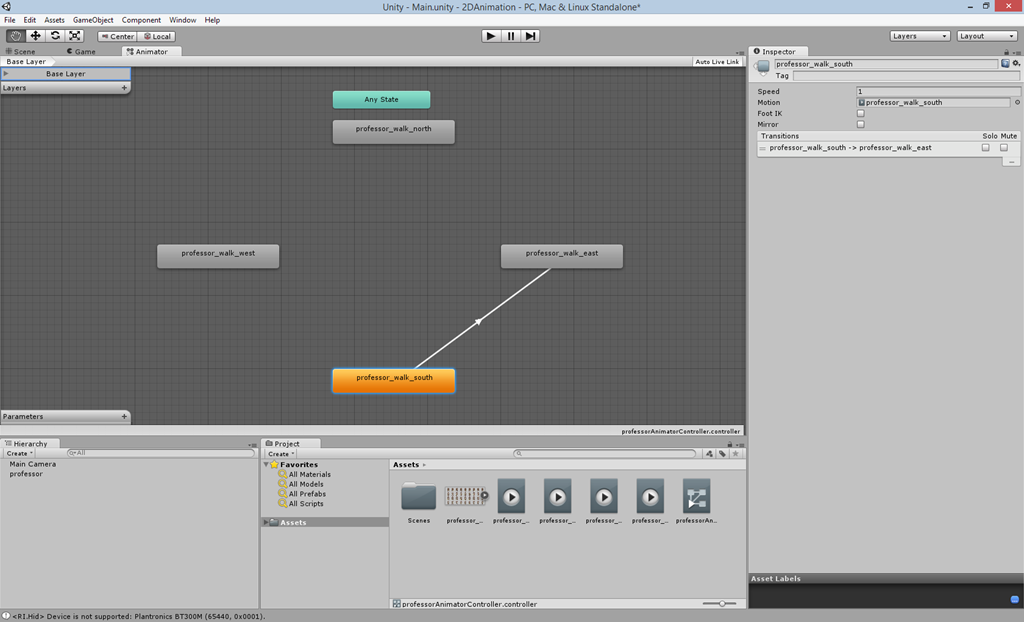 Unity - Main.unity - 2DAnimation - PC, Mac & Linux Standalone*
File Edit Assets GameObject Component Window Help
Center Local
Layers Layout
Scene Game Animator
Base Layer
Auto Live Link
Base Layer
Layers +
Any State
professor_walk_north
professor_walk_west
professor_walk_east
professor_walk_south
Parameters +
professorAnimatorController.controller
Inspector
professor_walk_south
Tag
Speed 1
Motion professor_walk_south
Foot IK
Mirror
Transitions Solo Mute
professor_walk_south -> professor_walk_east
Hierarchy
Create All
Main Camera
professor
Project
Create
Favorites
All Materials
All Models
All Prefabs
All Scripts
Assets
Assets
Scenes professor_... professor_... professor_... professor_... professor_... professorAn...
professorAnimatorController.controller
Asset Labels
<RI.Hid> Device is not supported: Plantronics BT300M (65440, 0x0001).